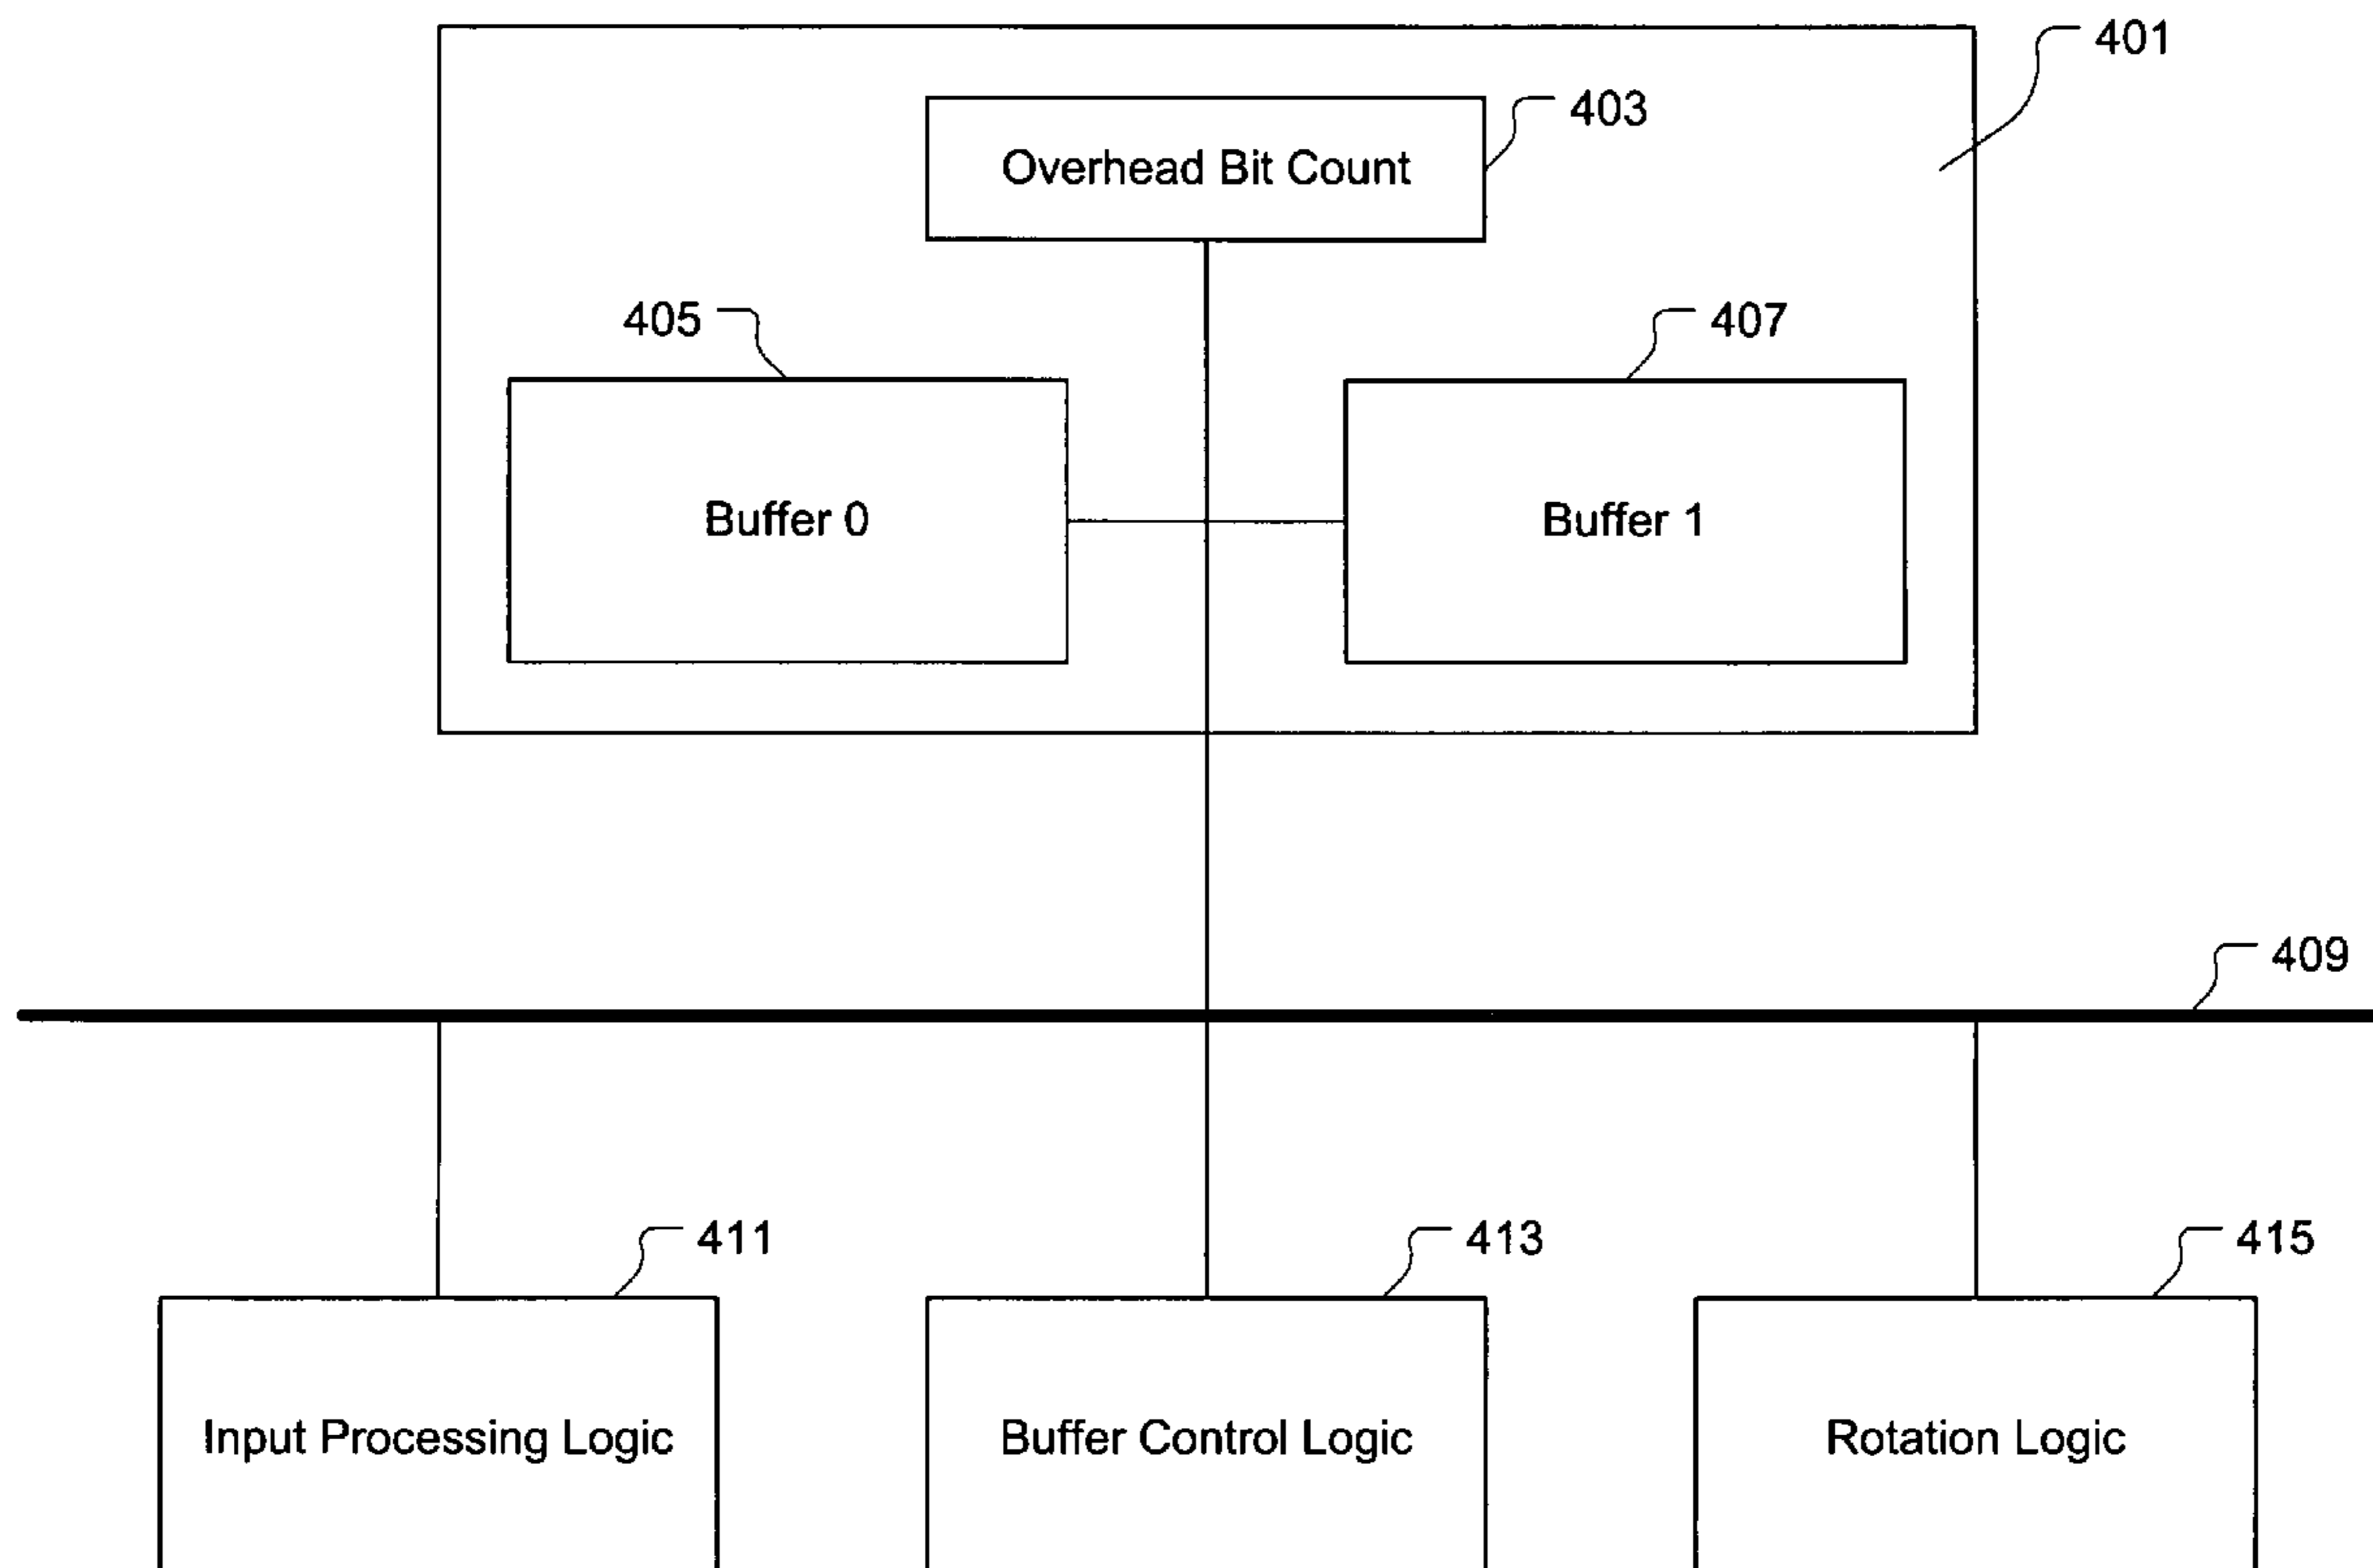 401
403
Overhead Bit Count
405
407
Buffer 0
Buffer 1
409
411
413
415
Input Processing Logic
Buffer Control Logic
Rotation Logic